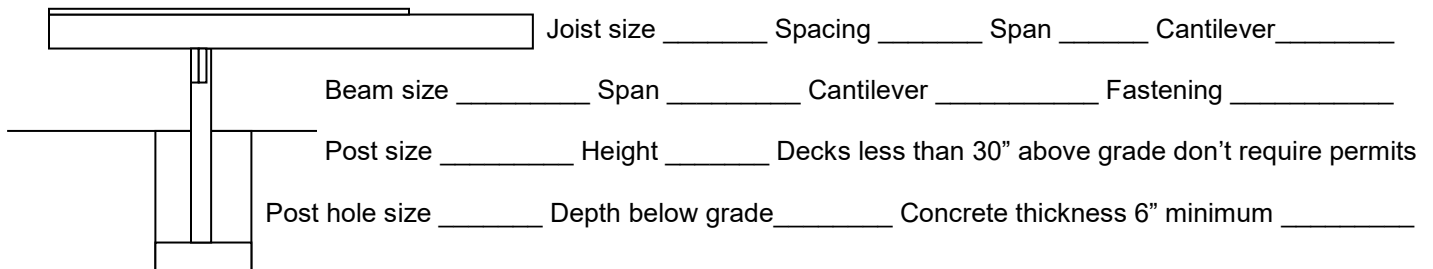 Joist size _______ Spacing _______ Span ______ Cantilever________
Beam size _________ Span _________ Cantilever ___________ Fastening ___________
Post size _________ Height _______ Decks less than 30” above grade don’t require permits
Post hole size _______ Depth below grade________ Concrete thickness 6” minimum _________